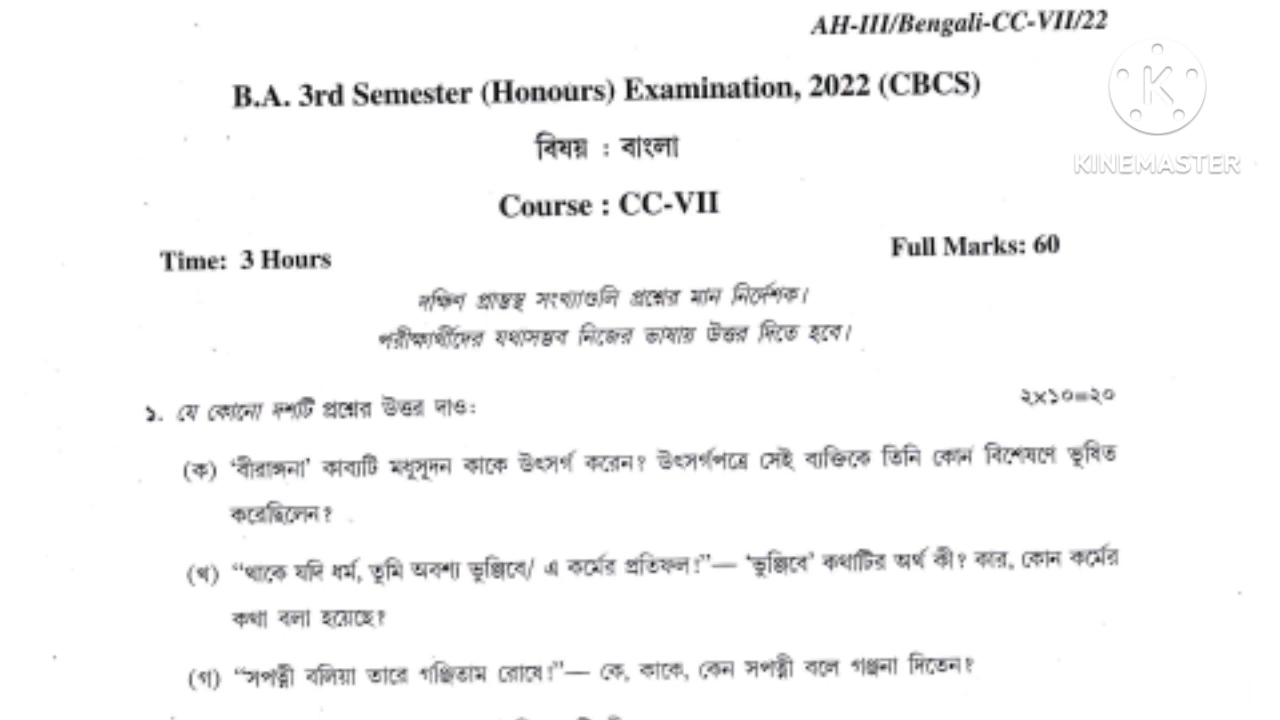 AH-III/Bengali-CC-VII/22
B.A. 3rd Semester (Honours) Examination, 2022 (CBCS)
KINEMASTER
বিষয় : বাংলা
Course : CC-VII
Time: 3 Hours
Full Marks: 60
দক্ষিণ প্রান্তস্থ সংখ্যাগুলি প্রশ্নের মান নির্দেশক।
পরীক্ষার্থীদের যথাসম্ভব নিজের ভাষায় উত্তর দিতে হবে।
১. যে কোনো দশটি প্রশ্নের উত্তর দাও: ২×১০=২০
(ক) ‘বীরাঙ্গনা’ কাব্যটি মধুসূদন কাকে উৎসর্গ করেন? উৎসর্গপত্রে সেই ব্যক্তিকে তিনি কোন বিশেষণে ভূষিত
করেছিলেন?
(খ) “থাকে যদি ধর্ম, তুমি অবশ্য ভুঞ্জিবে/ এ কর্মের প্রতিফল!”— ‘ভুঞ্জিবে’ কথাটির অর্থ কী? কার, কোন কর্মের
কথা বলা হয়েছে?
(গ) “সপত্নী বলিয়া তারে গঞ্জিতাম রোষে!”— কে, কাকে, কেন সপত্নী বলে গঞ্জনা দিতেন?